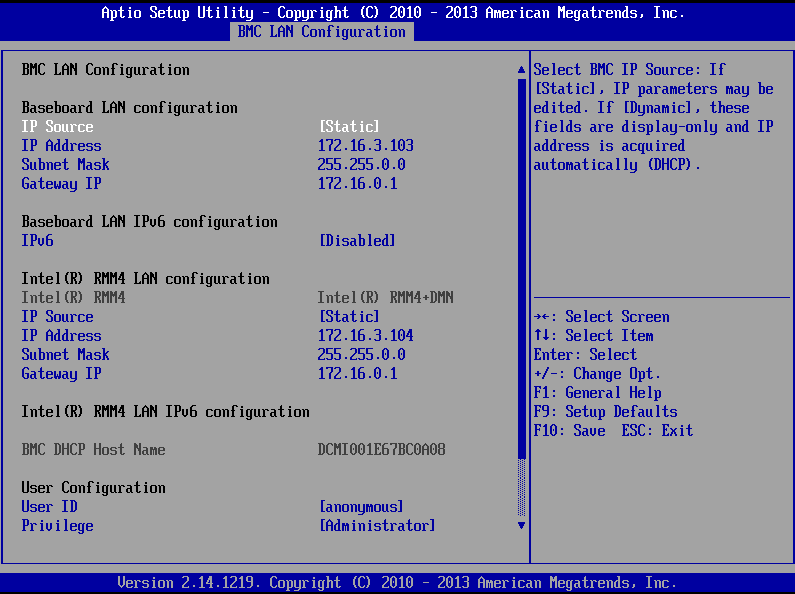 Aptio Setup Utility - Copyright (C) 2010 - 2013 American Megatrends, Inc.
BMC LAN Configuration
BMC LAN Configuration
Baseboard LAN configuration
IP Source [Static]
IP Address 172.16.3.103
Subnet Mask 255.255.0.0
Gateway IP 172.16.0.1
Baseboard LAN IPv6 configuration
IPv6 [Disabled]
Intel(R) RMM4 LAN configuration
Intel(R) RMM4 Intel(R) RMM4+DMN
IP Source [Static]
IP Address 172.16.3.104
Subnet Mask 255.255.0.0
Gateway IP 172.16.0.1
Intel(R) RMM4 LAN IPv6 configuration
BMC DHCP Host Name DCMI001E67BC0A08
User Configuration
User ID [anonymous]
Privilege [Administrator]
Select BMC IP Source: If
[Static], IP parameters may be
edited. If [Dynamic], these
fields are display-only and IP
address is acquired
automatically (DHCP).
→←: Select Screen
↑↓: Select Item
Enter: Select
+/-: Change Opt.
F1: General Help
F9: Setup Defaults
F10: Save ESC: Exit
Version 2.14.1219. Copyright (C) 2010 - 2013 American Megatrends, Inc.